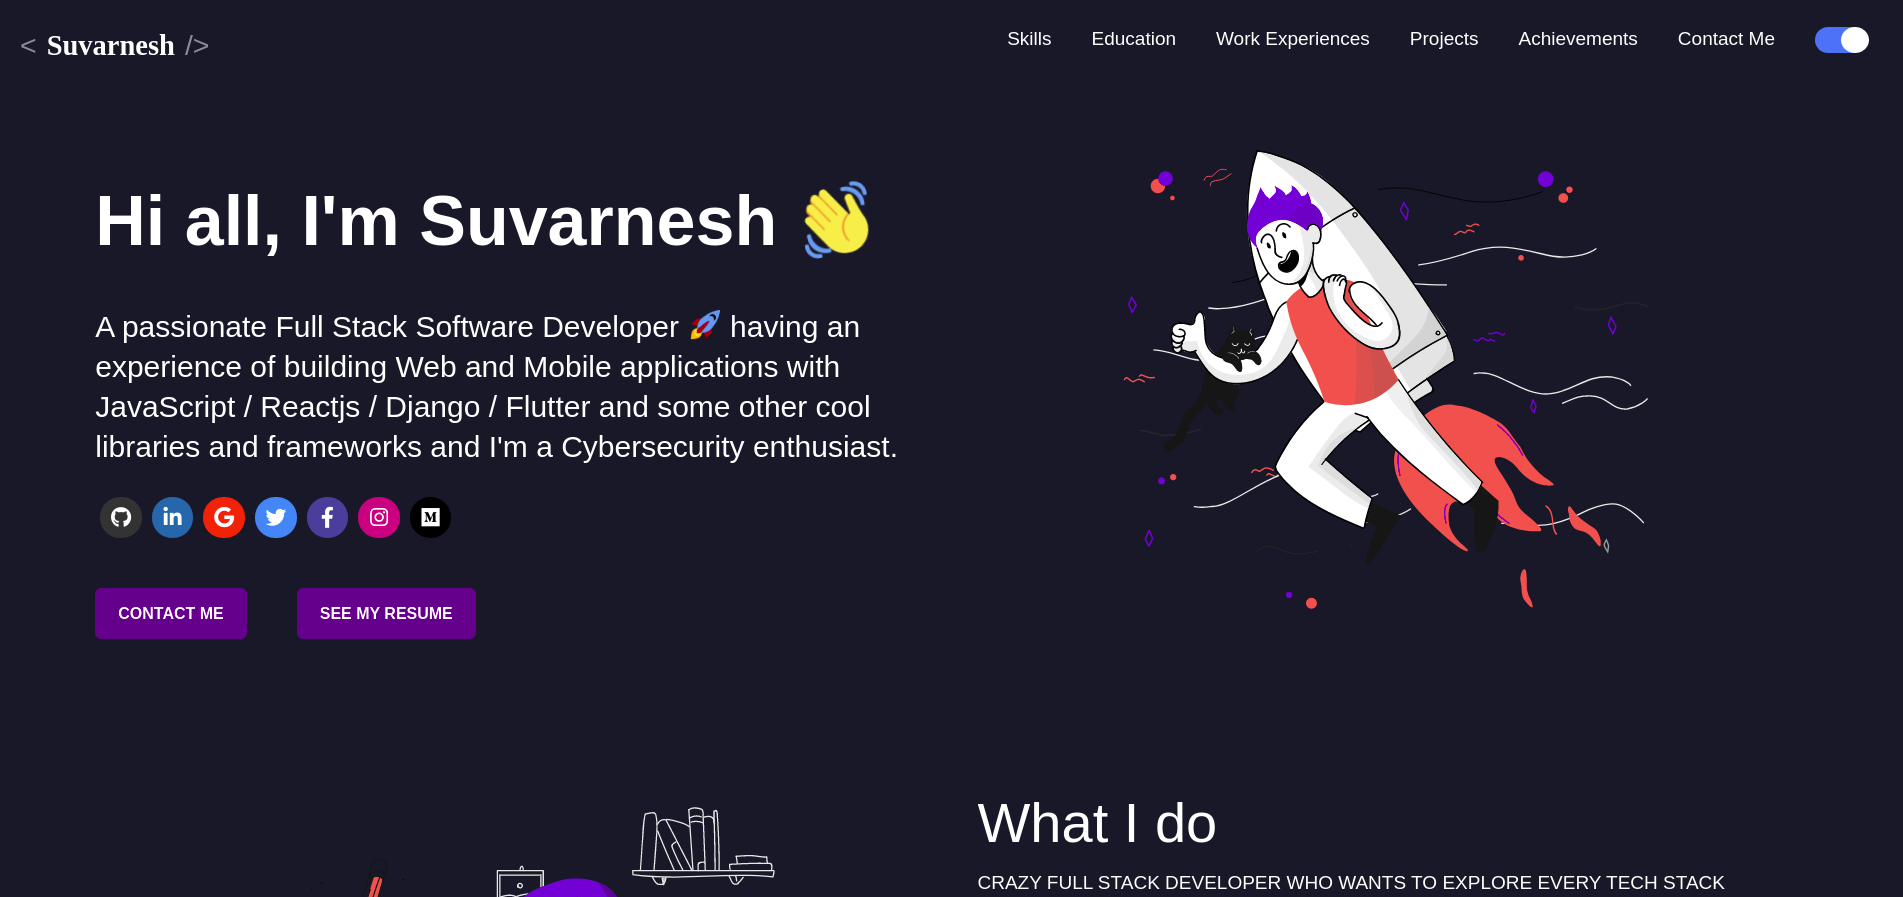 < Suvarnesh />
Skills Education Work Experiences Projects Achievements Contact Me
Hi all, I'm Suvarnesh 👋
A passionate Full Stack Software Developer 🚀 having an
experience of building Web and Mobile applications with
JavaScript / Reactjs / Django / Flutter and some other cool
libraries and frameworks and I'm a Cybersecurity enthusiast.
CONTACT ME
SEE MY RESUME
What I do
CRAZY FULL STACK DEVELOPER WHO WANTS TO EXPLORE EVERY TECH STACK